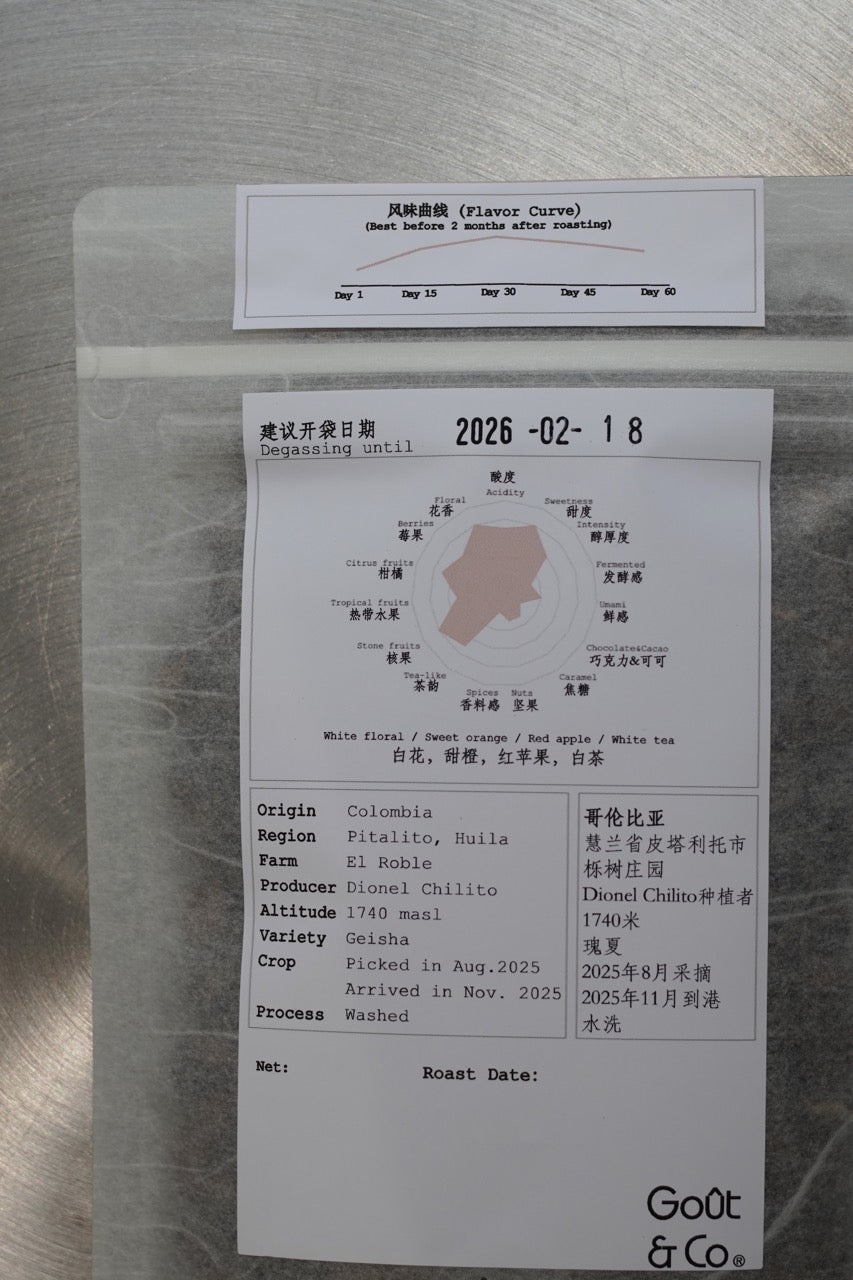 风味曲线 (Flavor Curve)
(Best before 2 months after roasting)
Day 1 Day 15 Day 30 Day 45 Day 60
建议开袋日期
Degassing until
2026 -02- 18
酸度
Acidity
Sweetness
甜度
Intensity
醇厚度
Fermented
发酵感
Umami
鲜感
Chocolate&Cacao
巧克力&可可
Caramel
焦糖
Nuts
坚果
Spices
香料感
Tea-like
茶韵
Stone fruits
核果
Tropical fruits
热带水果
Citrus fruits
柑橘
Berries
莓果
Floral
花香
White floral / Sweet orange / Red apple / White tea
白花，甜橙，红苹果，白茶
Origin Colombia
Region Pitalito, Huila
Farm El Roble
Producer Dionel Chilito
Altitude 1740 masl
Variety Geisha
Crop Picked in Aug.2025
Arrived in Nov. 2025
Process Washed
哥伦比亚
慧兰省皮塔利托市
栎树庄园
Dionel Chilito种植者
1740米
瑰夏
2025年8月采摘
2025年11月到港
水洗
Net: Roast Date:
Goût
& Co®